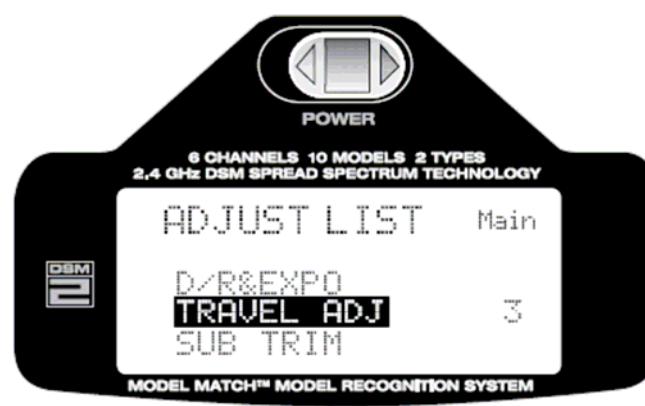 POWER
6 CHANNELS 10 MODELS 2 TYPES
2,4 GHz DSM SPREAD SPECTRUM TECHNOLOGY
ADJUST LIST Main
D/R&EXPO
TRAVEL ADJ 3
SUB TRIM
DSM
2
MODEL MATCH™ MODEL RECOGNITION SYSTEM